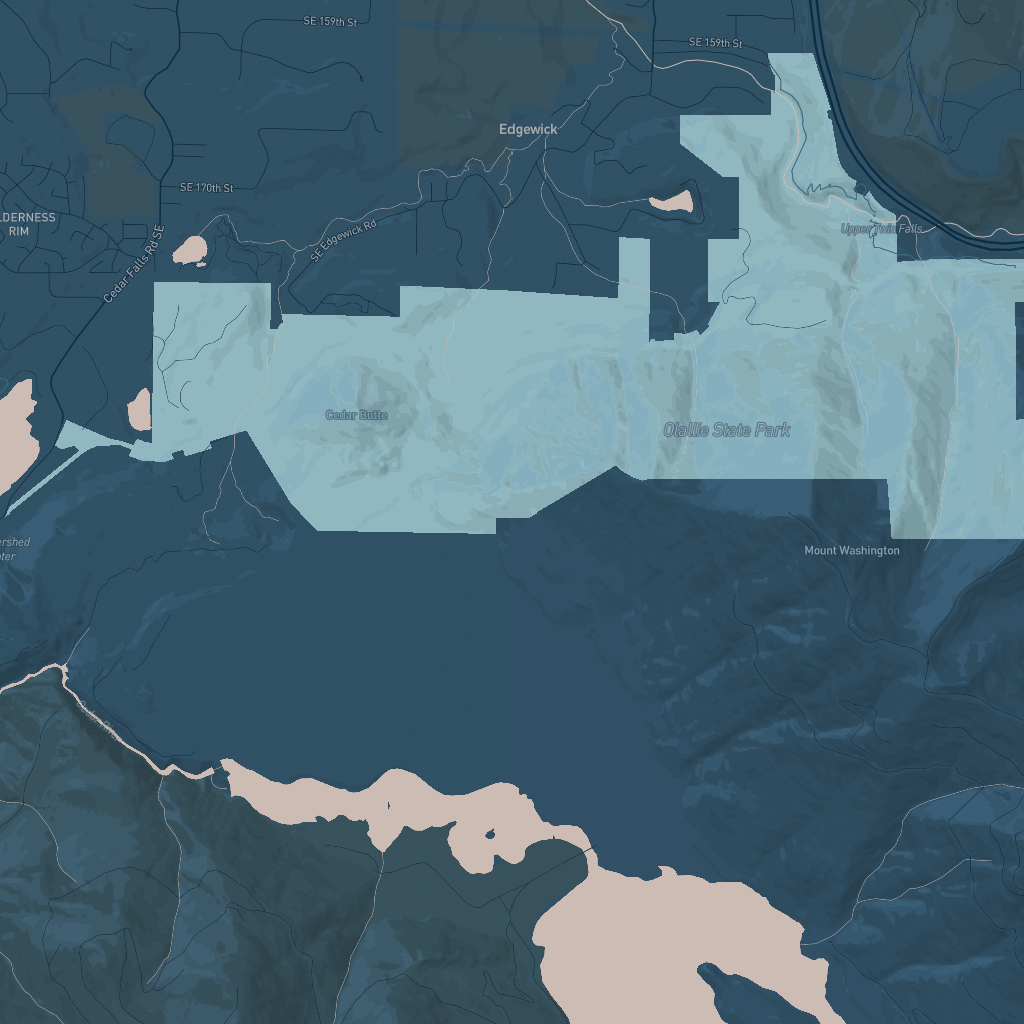 SE 159th St
SE 159th St
Edgewick
SE 170th St
LDERNESS
RIM
Cedar Falls Rd SE
SE Edgewick Rd
Upper Twin Falls
Cedar Butte
Olallie State Park
ershed
Mount Washington